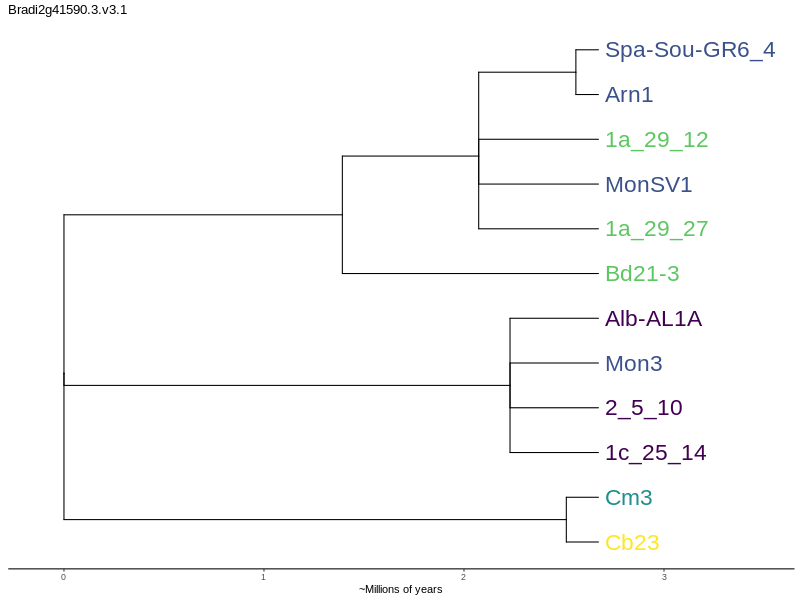 Bradi2g41590.3.v3.1
Spa-Sou-GR6_4
Arn1
1a_29_12
MonSV1
1a_29_27
Bd21-3
Alb-AL1A
Mon3
2_5_10
1c_25_14
Cm3
Cb23
0 1 2 3
~Millions of years